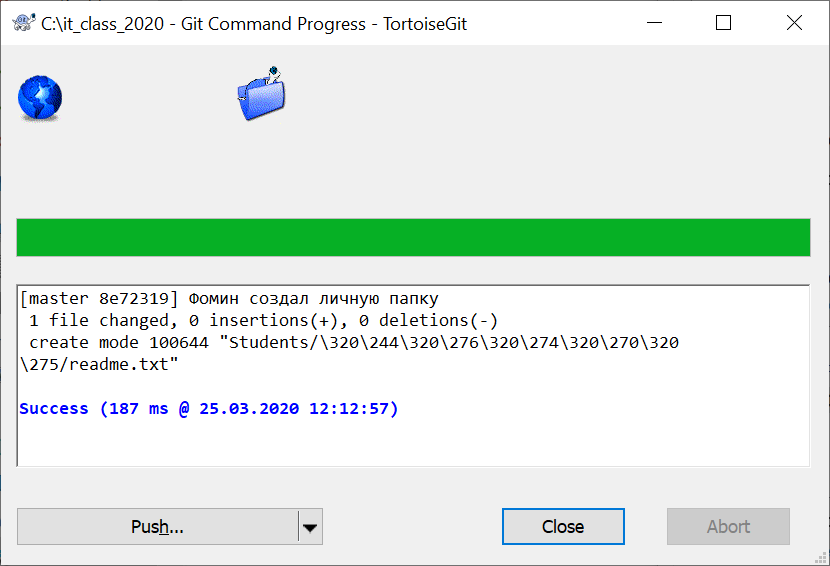 C:\it_class_2020 - Git Command Progress - TortoiseGit
[master 8e72319] Фомин создал личную папку
1 file changed, 0 insertions(+), 0 deletions(-)
create mode 100644 "Students/\320\244\320\276\320\274\320\270\320
\275/readme.txt"
Success (187 ms @ 25.03.2020 12:12:57)
Push...
Close
Abort